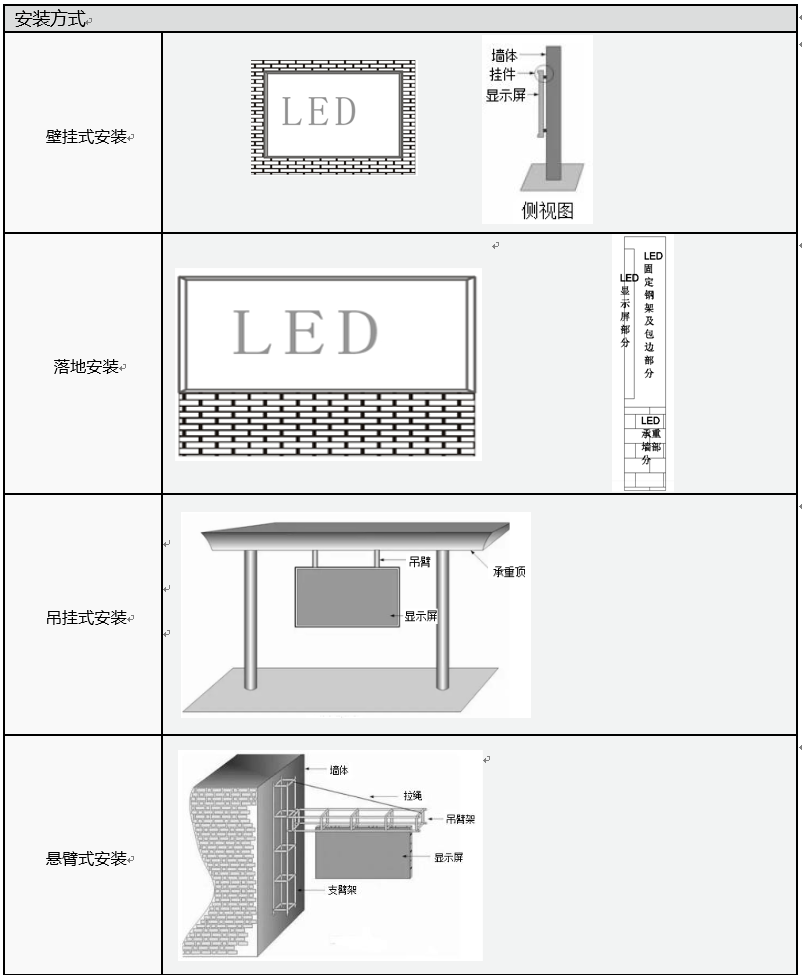 安装方式
壁挂式安装
LED
墙体
挂件
显示屏
侧视图
落地安装
LED
LED
显示屏部分
LED
固定钢架及包边部分
LED
承重
墙部
分
吊挂式安装
吊臂
承重顶
显示屏
悬臂式安装
墙体
拉绳
吊臂架
显示屏
支臂架